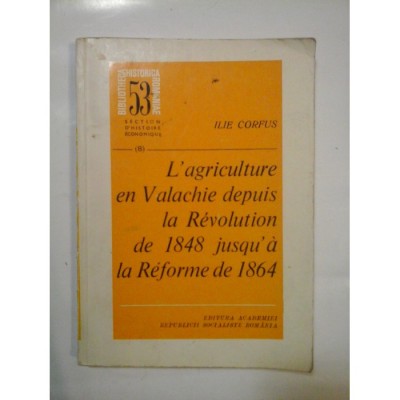 BIBLIOTHECA
HISTORICA
ROMANIAE
53
SECTION
D'HISTOIRE
ÉCONOMIQUE
ILIE CORFUS
L'agriculture
en Valachie depuis
la Révolution
de 1848 jusqu'à
la Réforme de 1864
EDITURA ACADEMIEI
REPUBLICII SOCIALISTE ROMÂNIA